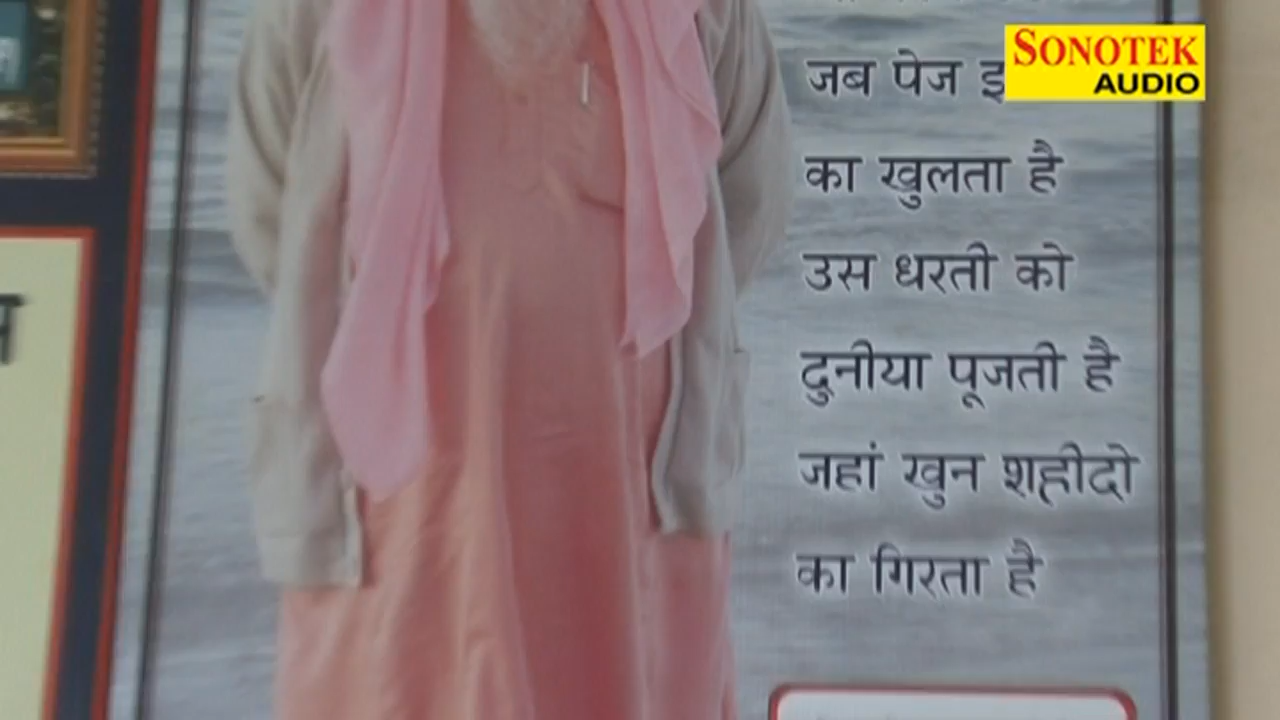 SONOTEK
AUDIO
जब पेज
का खुलता है
उस धरती को
दुनीया पूजती है
जहां खुन शहीदो
का गिरता है